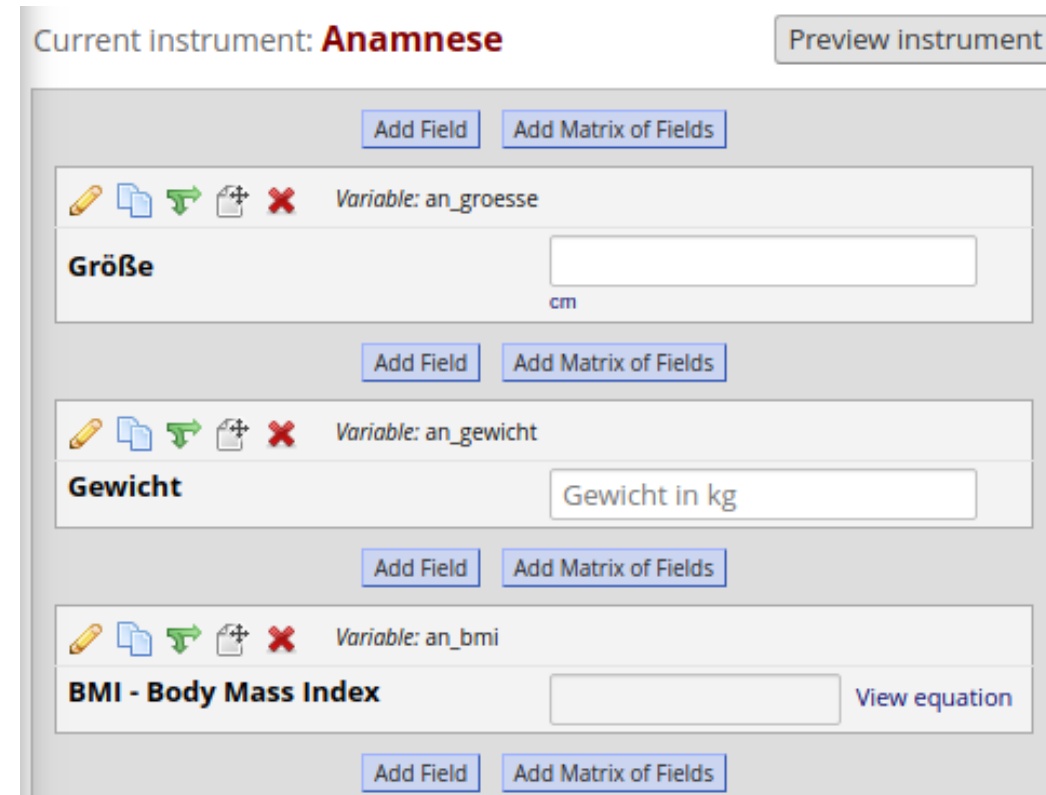 Current instrument: Anamnese
Preview instrument
Add Field Add Matrix of Fields
Variable: an_groesse
Größe
cm
Add Field Add Matrix of Fields
Variable: an_gewicht
Gewicht Gewicht in kg
Add Field Add Matrix of Fields
Variable: an_bmi
BMI - Body Mass Index View equation
Add Field Add Matrix of Fields